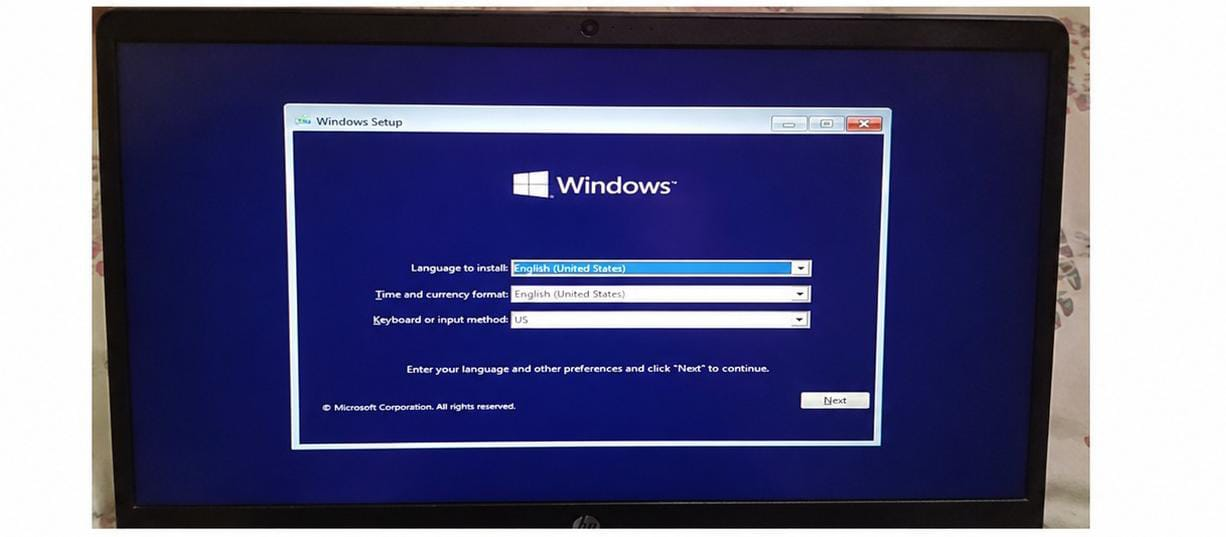 Windows Setup
Windows™
Language to install: English (United States)
Time and currency format: English (United States)
Keyboard or input method: US
Enter your language and other preferences and click "Next" to continue.
© Microsoft Corporation. All rights reserved.
Next
hp